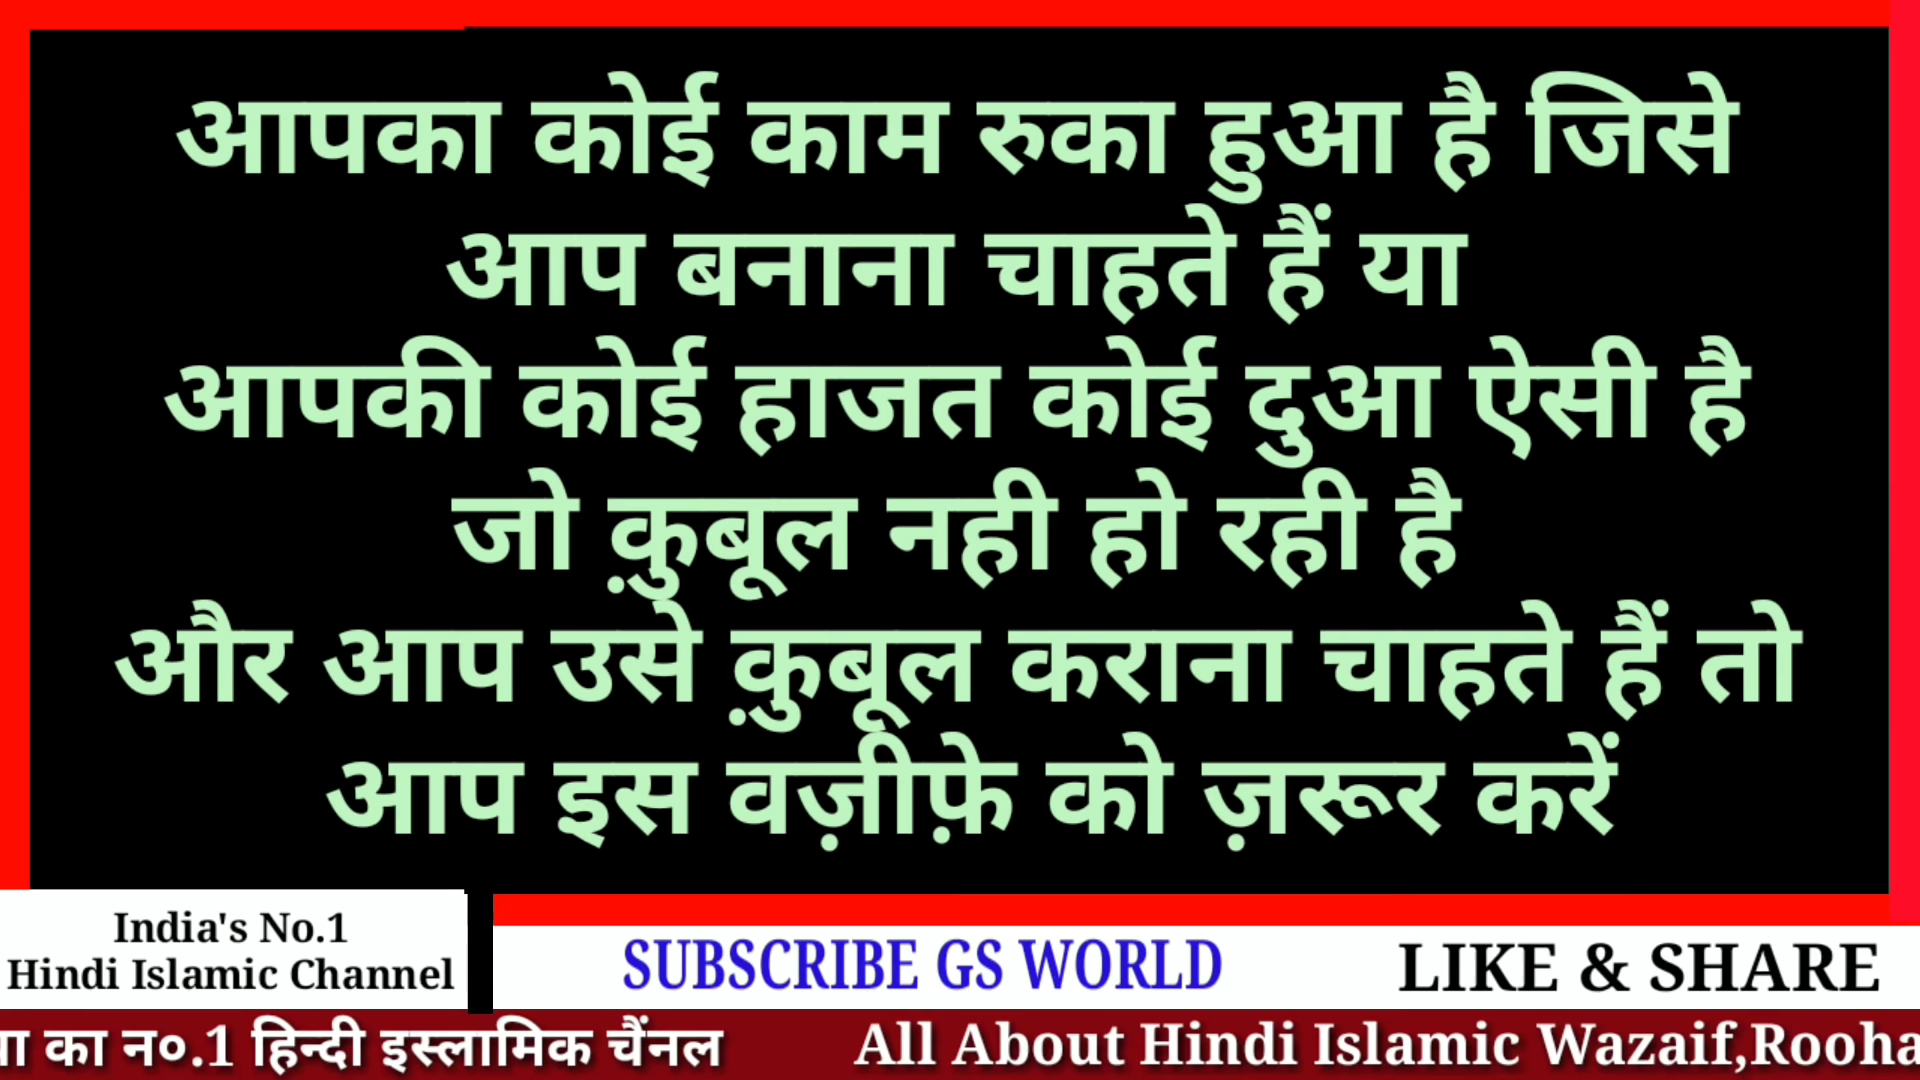 आपका कोई काम रुका हुआ है जिसे
आप बनाना चाहते हैं या
आपकी कोई हाजत कोई दुआ ऐसी है
जो क़ुबूल नही हो रही है
और आप उसे क़ुबूल कराना चाहते हैं तो
आप इस वज़ीफ़े को ज़रूर करें
India's No.1
Hindi Islamic Channel
SUBSCRIBE GS WORLD
LIKE & SHARE
का न०.1 हिन्दी इस्लामिक चैंनल
All About Hindi Islamic Wazaif,